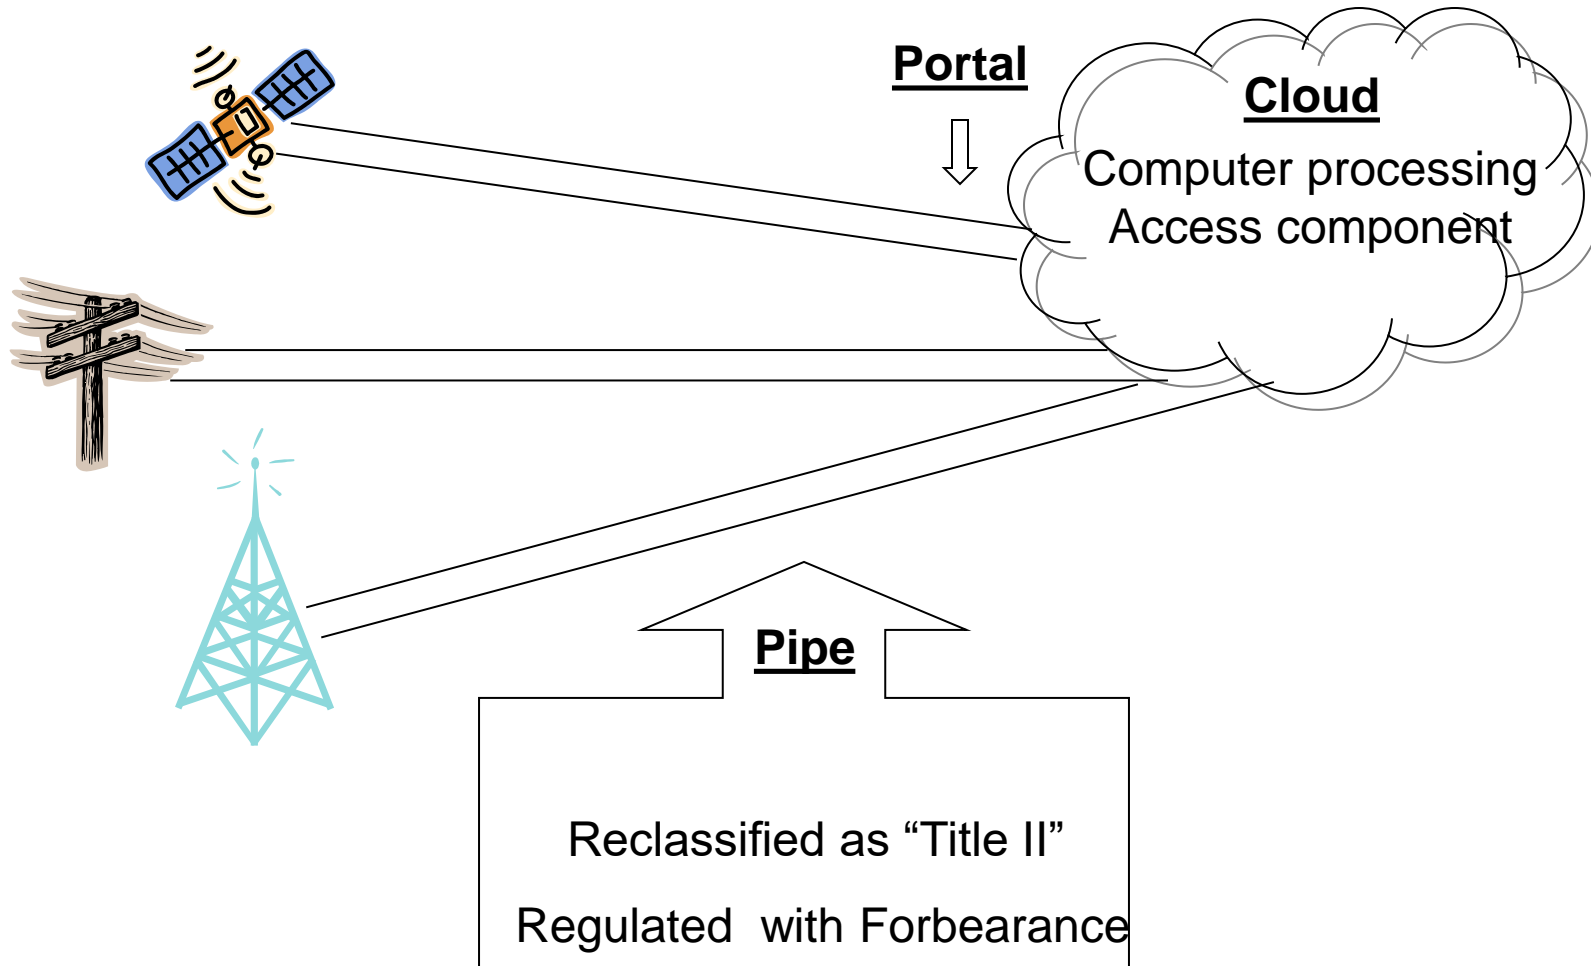 Portal
Cloud
Computer processing
Access component
Pipe
Reclassified as “Title II”
Regulated with Forbearance